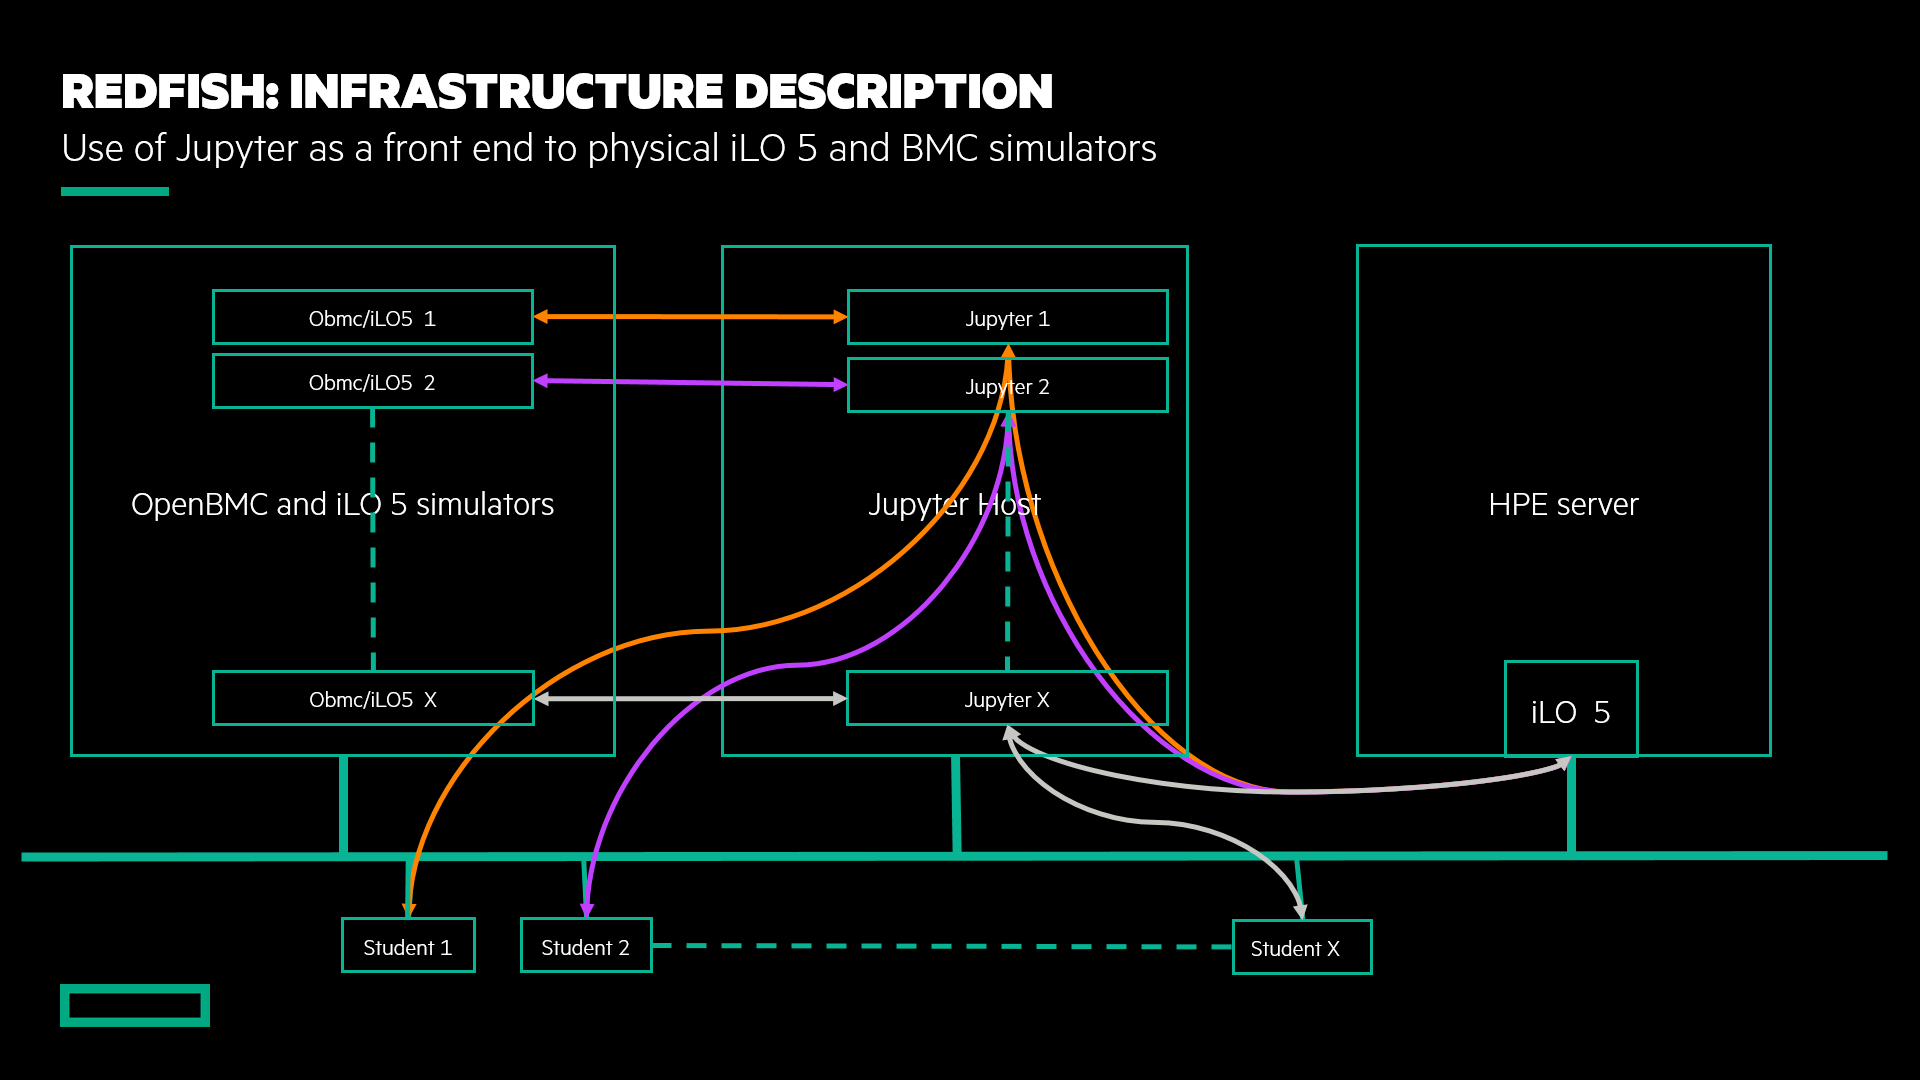 REDFISH: INFRASTRUCTURE DESCRIPTION
Use of Jupyter as a front end to physical iLO 5 and BMC simulators
Obmc/iLO5 1
Jupyter 1
Obmc/iLO5 2
Jupyter 2
OpenBMC and iLO 5 simulators
Jupyter Host
HPE server
Obmc/iLO5 X
Jupyter X
iLO 5
Student 1
Student 2
Student X